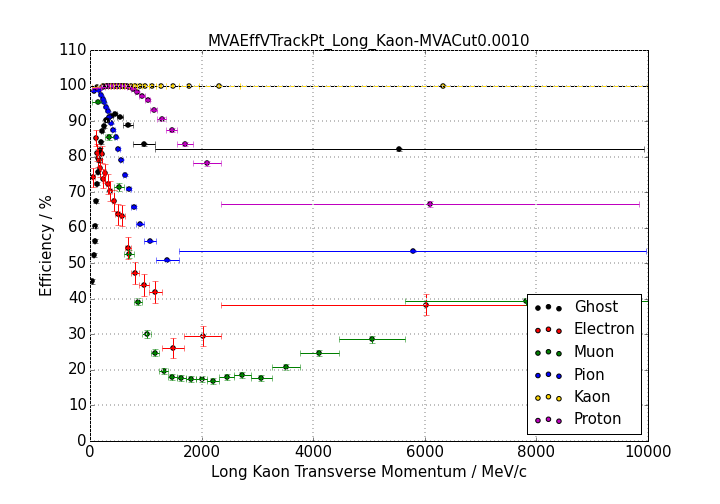 MVAEffVTrackPt_Long_Kaon-MVACut0.0010
110
100
90
80
70
60
50
40
30
20
10
0
Efficiency / %
Ghost
Electron
Muon
Pion
Kaon
Proton
0 2000 4000 6000 8000 10000
Long Kaon Transverse Momentum / MeV/c